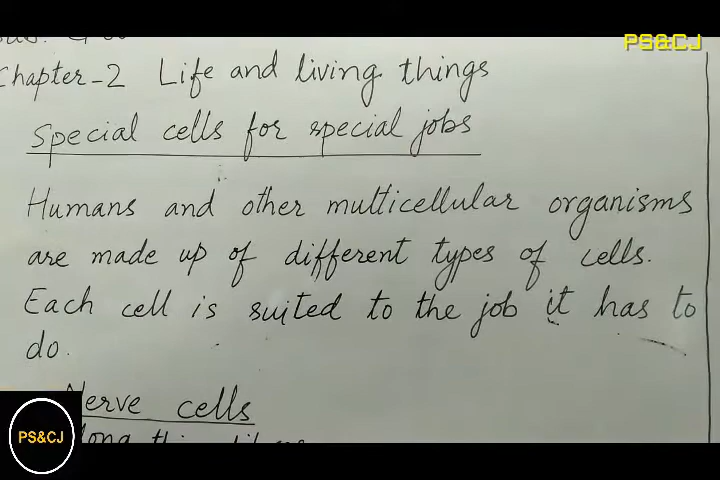 PS&CJ
Chapter-2 Life and living things
Special cells for special jobs
Humans and other multicellular organisms
are made up of different types of cells.
Each cell is suited to the job it has to
do.
Nerve cells
PS&CJ
long